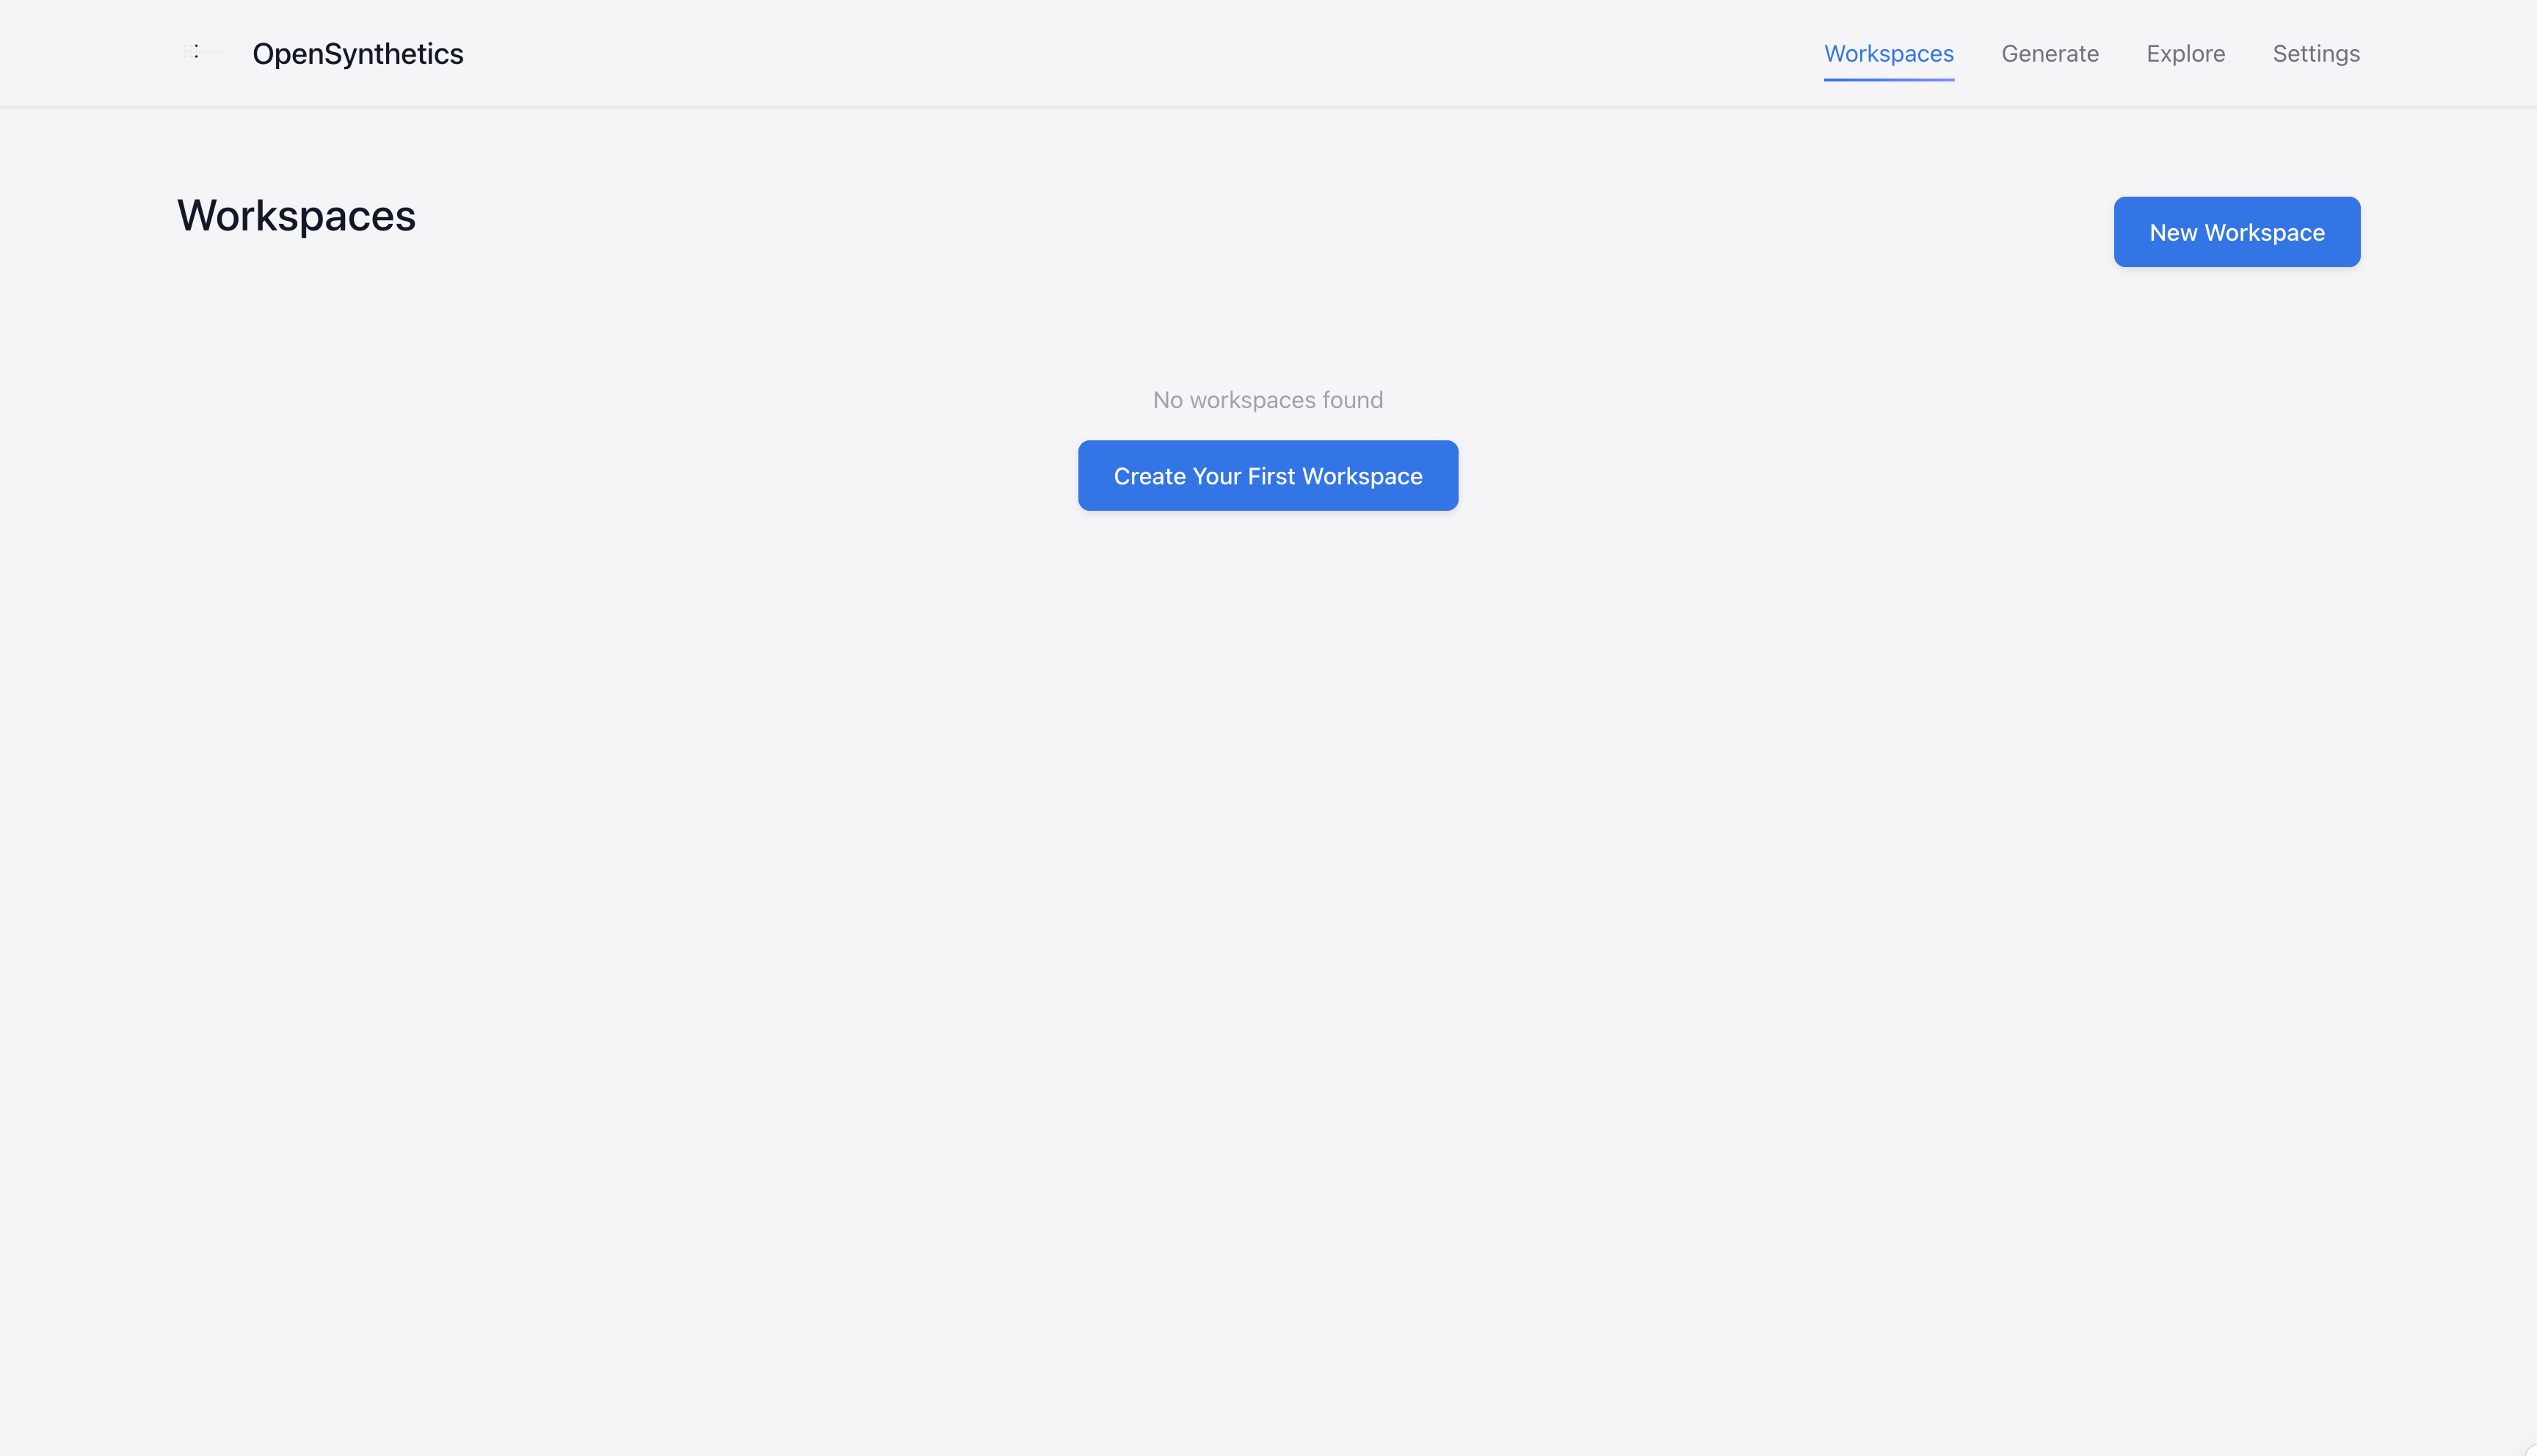 OpenSynthetics
Workspaces
Generate
Explore
Settings
Workspaces
New Workspace
No workspaces found
Create Your First Workspace